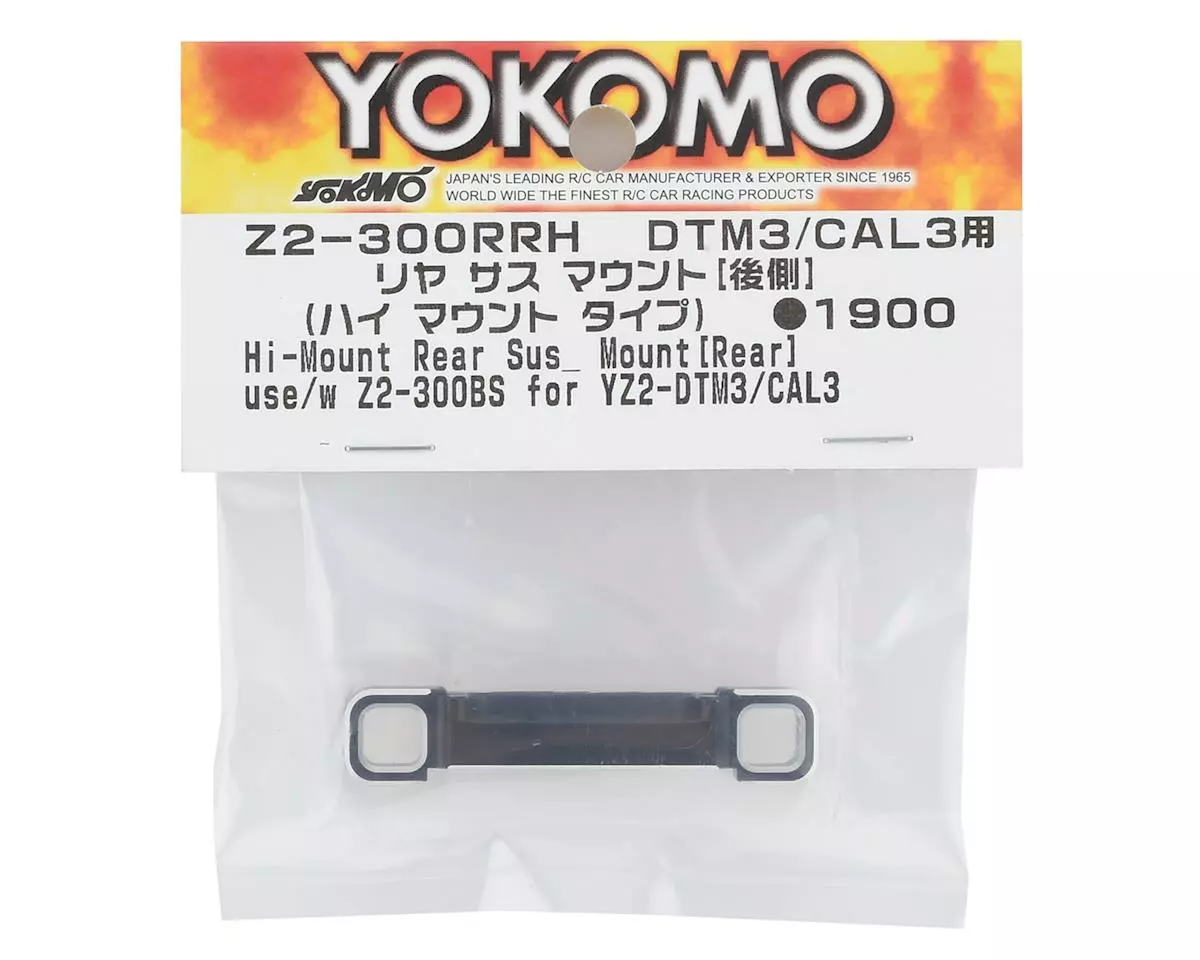 YOKOMO
YOKOMO JAPAN'S LEADING R/C CAR MANUFACTURER & EXPORTER SINCE 1965
WORLD WIDE THE FINEST R/C CAR RACING PRODUCTS
Z2-300RRH DTM3/CAL3用
リヤ サス マウント[後側]
(ハイ マウント タイプ) ●1900
Hi-Mount Rear Sus_ Mount[Rear]
use/w Z2-300BS for YZ2-DTM3/CAL3